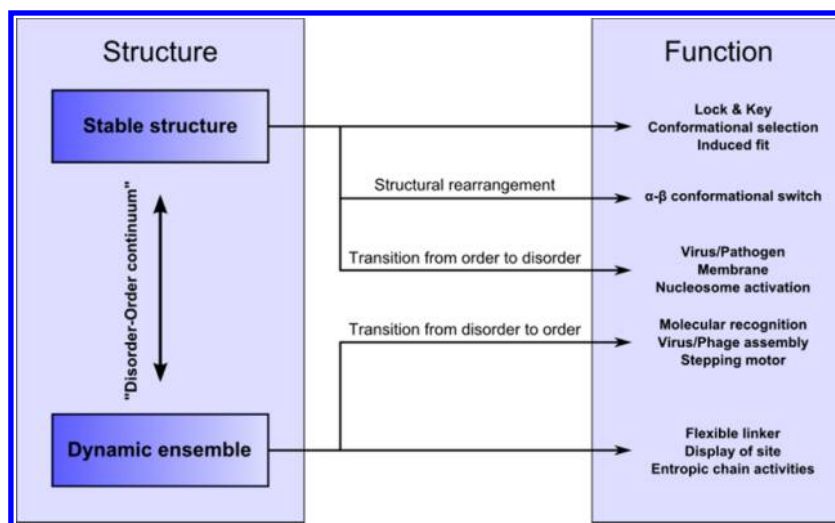 Structure
Function
Stable structure
Lock & Key
Conformational selection
Induced fit
Structural rearrangement
α-β conformational switch
"Disorder-Order continuum"
Transition from order to disorder
Virus/Pathogen
Membrane
Nucleosome activation
Transition from disorder to order
Molecular recognition
Virus/Phage assembly
Stepping motor
Dynamic ensemble
Flexible linker
Display of site
Entropic chain activities